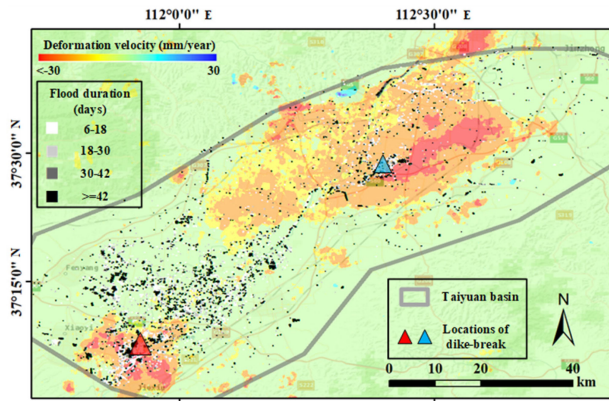 112°0'0" E
112°30'0" E
Deformation velocity (mm/year)
<-30
30
Flood duration
(days)
6-18
18-30
30-42
>=42
37°30'0" N
37°15'0" N
Jinzhong
Taiyuan basin
Locations of
dike-break
N
0
10
20
40
km